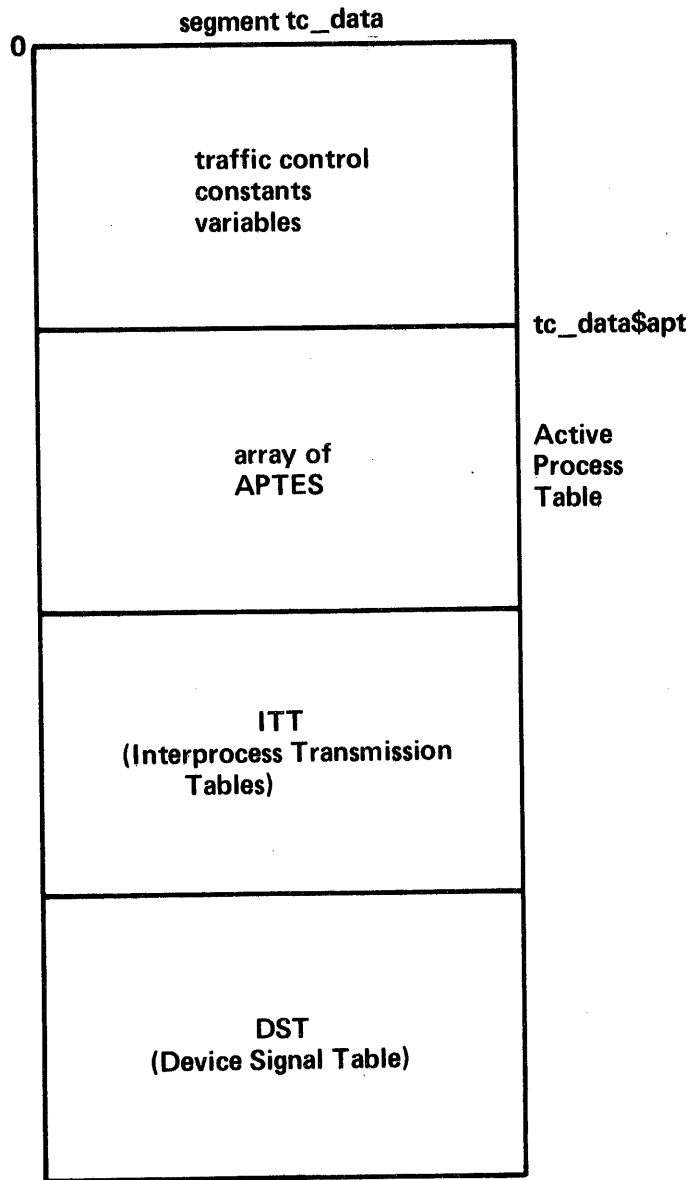 segment tc_data
0
traffic control
constants
variables
tc_data$apt
array of
APTES
Active
Process
Table
ITT
(Interprocess Transmission
Tables)
DST
(Device Signal Table)